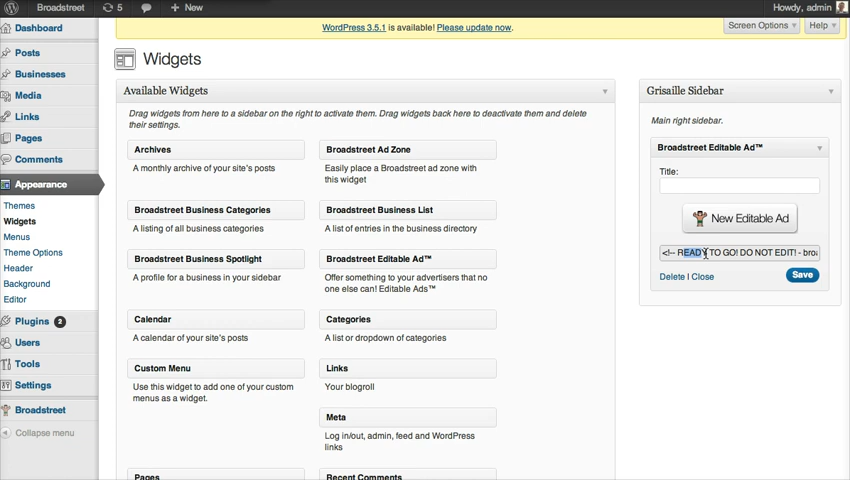 Broadstreet 5 New Howdy, admin
WordPress 3.5.1 is available! Please update now.
Screen Options Help
Dashboard
Posts
Businesses
Media
Links
Pages
Comments
Appearance
Themes
Widgets
Menus
Theme Options
Header
Background
Editor
Plugins 2
Users
Tools
Settings
Broadstreet
Collapse menu
Widgets
Available Widgets
Drag widgets from here to a sidebar on the right to activate them. Drag widgets back here to deactivate them and delete
their settings.
Archives
A monthly archive of your site's posts
Broadstreet Ad Zone
Easily place a Broadstreet ad zone with
this widget
Broadstreet Business Categories
A listing of all business categories
Broadstreet Business List
A list of entries in the business directory
Broadstreet Business Spotlight
A profile for a business in your sidebar
Broadstreet Editable Ad™
Offer something to your advertisers that no
one else can! Editable Ads™
Calendar
A calendar of your site's posts
Categories
A list or dropdown of categories
Custom Menu
Use this widget to add one of your custom
menus as a widget.
Links
Your blogroll
Meta
Log in/out, admin, feed and WordPress
links
Pages
Recent Comments
Grisaille Sidebar
Main right sidebar.
Broadstreet Editable Ad™
Title:
New Editable Ad
<!-- READY TO GO! DO NOT EDIT! - broa
Delete | Close
Save